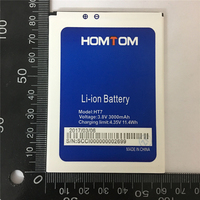 HOMTOM
Li-ion Battery
Model:HT7
Voltage: 3.8V 3000mAh
Charging limit: 4.35V 11.4Wh
MADE IN CHINA
2017/03/06